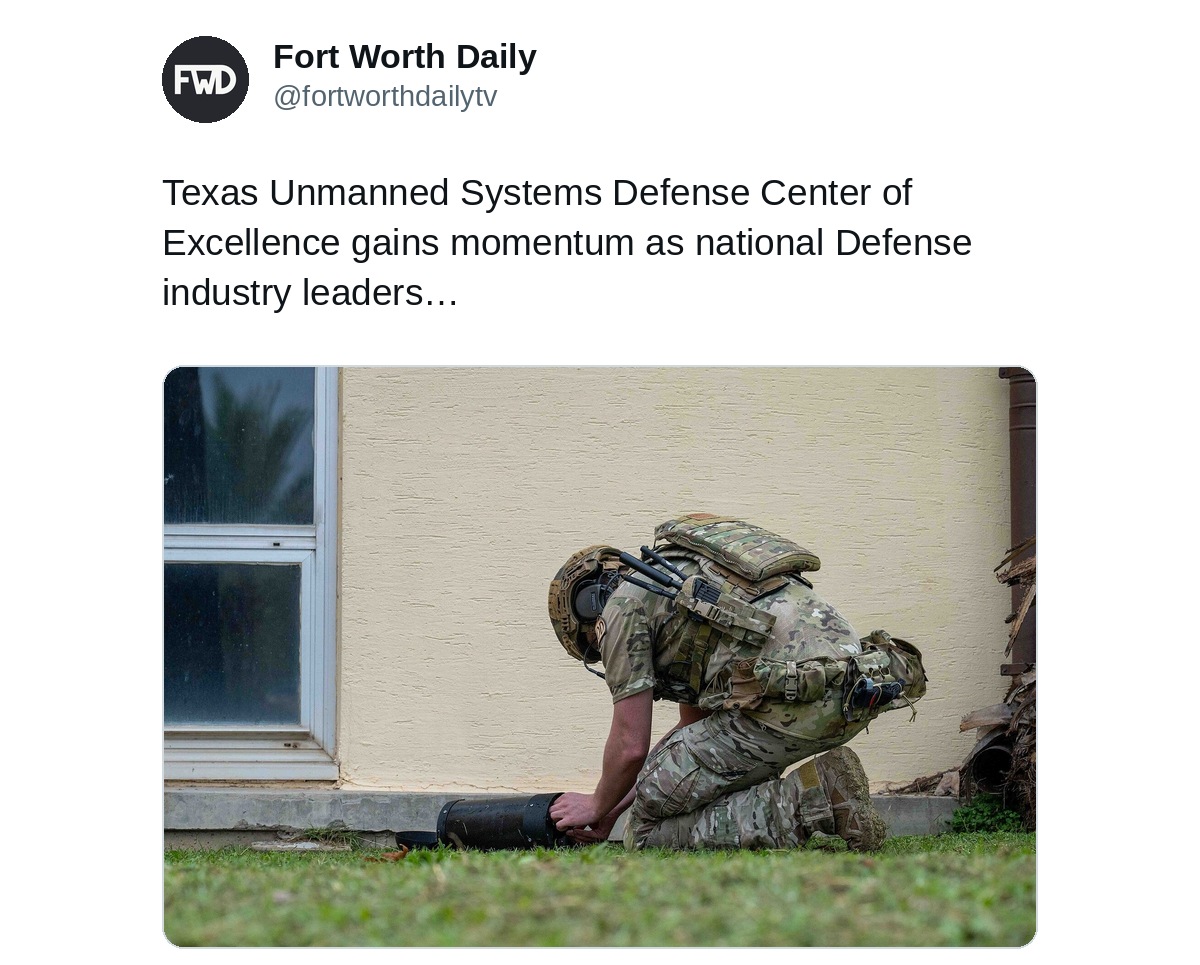 FWD
Fort Worth Daily
@fortworthdailytv
Texas Unmanned Systems Defense Center of
Excellence gains momentum as national Defense
industry leaders…